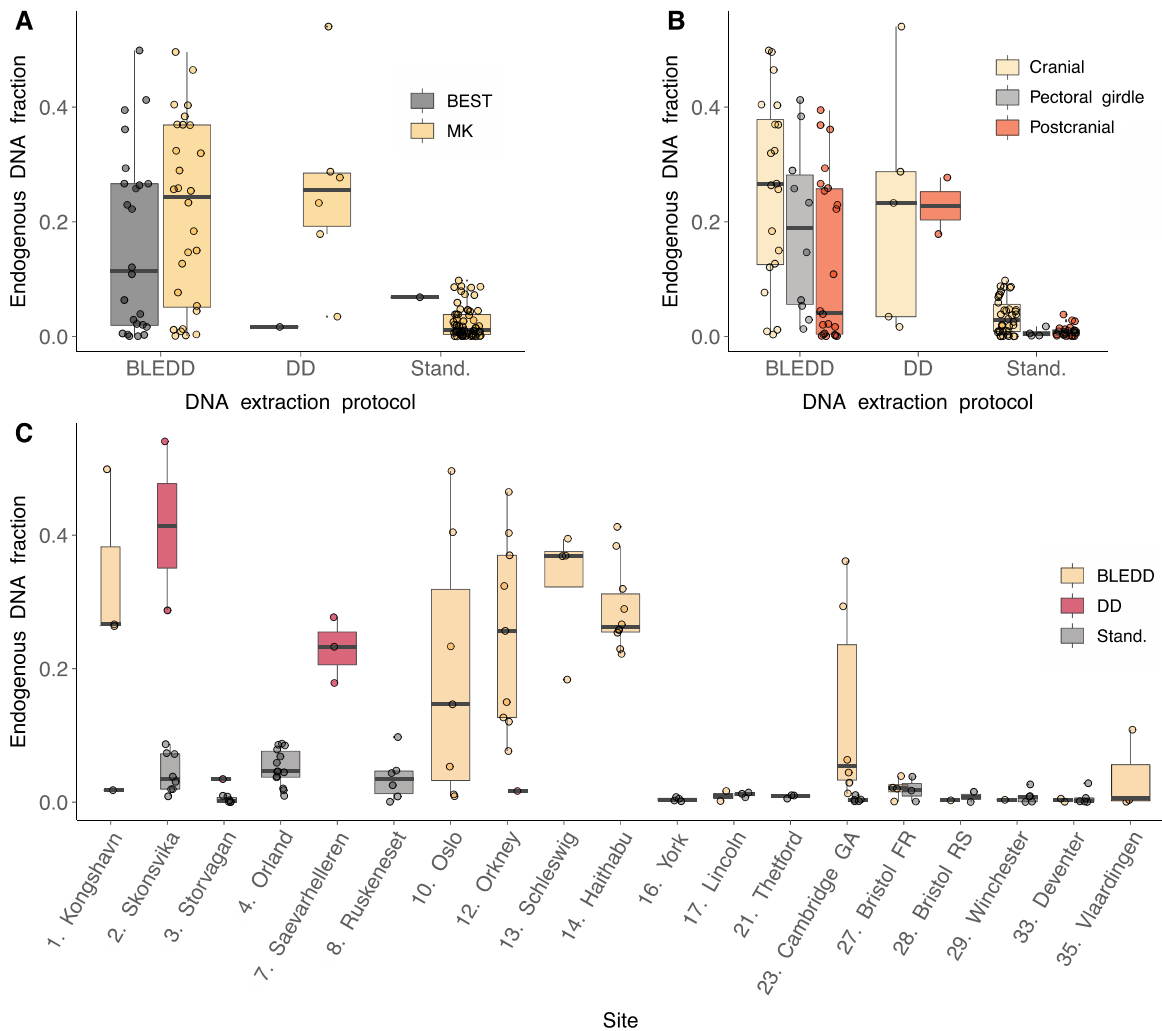 A
Endogenous DNA fraction
0.4
0.2
0.0
BLEDD DD Stand.
DNA extraction protocol
BEST
MK
B
Endogenous DNA fraction
0.4
0.2
0.0
BLEDD DD Stand.
DNA extraction protocol
Cranial
Pectoral girdle
Postcranial
C
Endogenous DNA fraction
0.4
0.2
0.0
BLEDD
DD
Stand.
1. Kongshavn
2. Skonsvika
3. Storvagan
4. Orland
7. Saevarhelleren
8. Ruskeneset
10. Oslo
12. Orkney
13. Schleswig
14. Haithabu
16. York
17. Lincoln
21. Thetford
23. Cambridge GA
27. Bristol FR
28. Bristol RS
29. Winchester
33. Deventer
35. Vlaardingen
Site